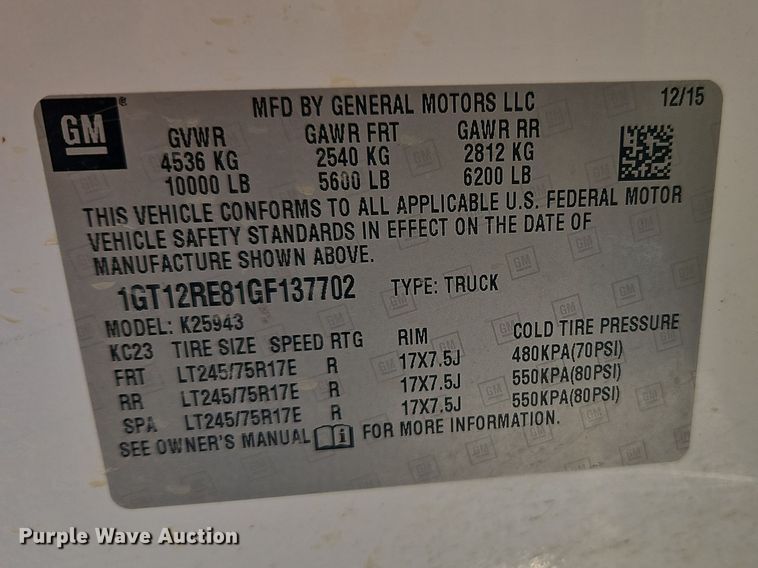 GM
®
MFD BY GENERAL MOTORS LLC 12/15
GVWR GAWR FRT GAWR RR
4536 KG 2540 KG 2812 KG
10000 LB 5600 LB 6200 LB
THIS VEHICLE CONFORMS TO ALL APPLICABLE U.S. FEDERAL MOTOR
VEHICLE SAFETY STANDARDS IN EFFECT ON THE DATE OF
MANUFACTURE SHOWN ABOVE.
1GT12RE81GF137702 TYPE: TRUCK
MODEL: K25943
KC23 TIRE SIZE SPEED RTG RIM COLD TIRE PRESSURE
FRT LT245/75R17E R 17X7.5J 480KPA(70PSI)
RR LT245/75R17E R 17X7.5J 550KPA(80PSI)
SPA LT245/75R17E R 17X7.5J 550KPA(80PSI)
SEE OWNER'S MANUAL i FOR MORE INFORMATION.
Purple Wave Auction